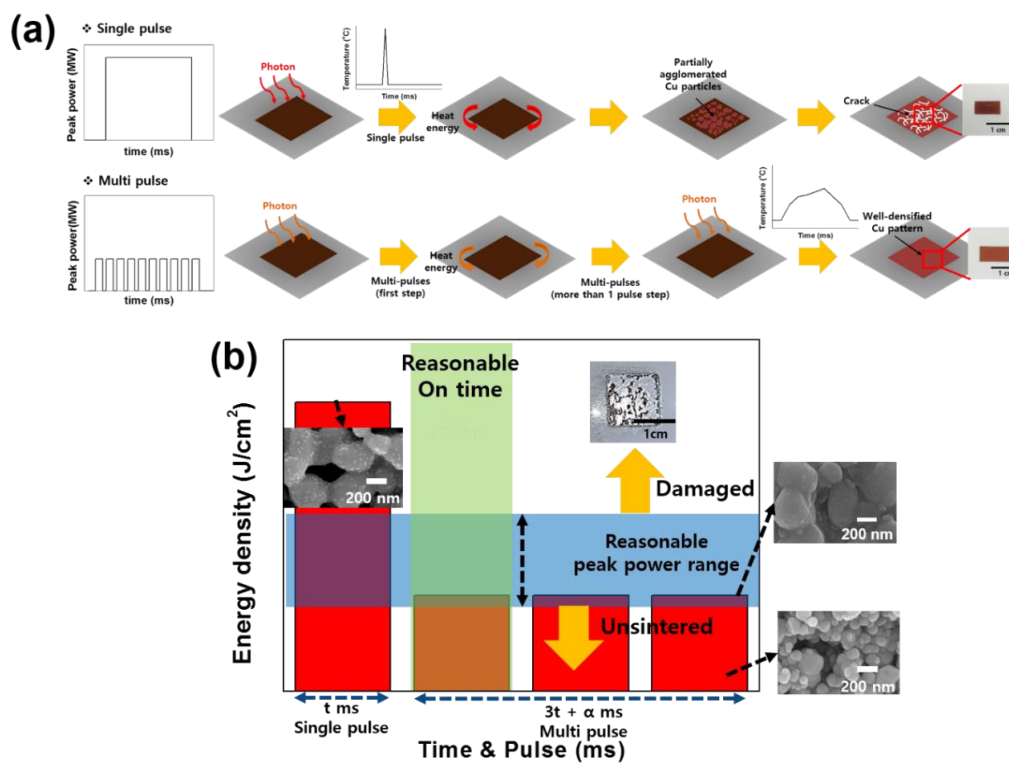 (a)
❖ Single pulse
Peak power (MW)
time (ms)
Photon
Temperature (°C)
Time (ms)
Single pulse
Heat
energy
Partially
agglomerated
Cu particles
Crack
1 cm
❖ Multi pulse
Peak power(MW)
time (ms)
Photon
Multi-pulses
(first step)
Heat
energy
Multi-pulses
(more than 1 pulse step)
Photon
Temperature (°C)
Time (ms)
Well-densified
Cu pattern
1 cm
(b)
Energy density (J/cm²)
Reasonable
On time
200 nm
1cm
Damaged
Reasonable
peak power range
200 nm
Unsintered
200 nm
t ms
Single pulse
3t + α ms
Multi pulse
Time & Pulse (ms)